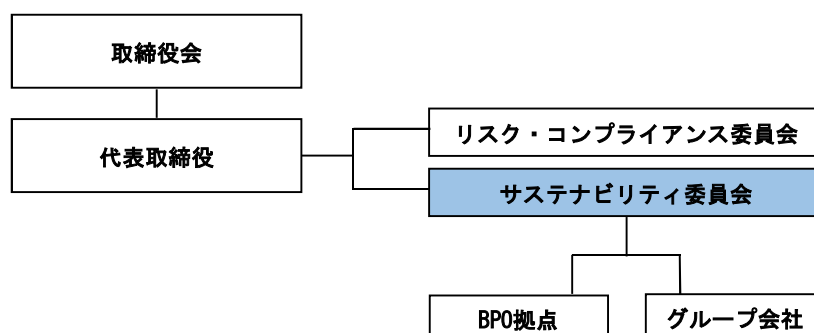 取締役会
代表取締役
リスク・コンプライアンス委員会
サステナビリティ委員会
BPO拠点
グループ会社